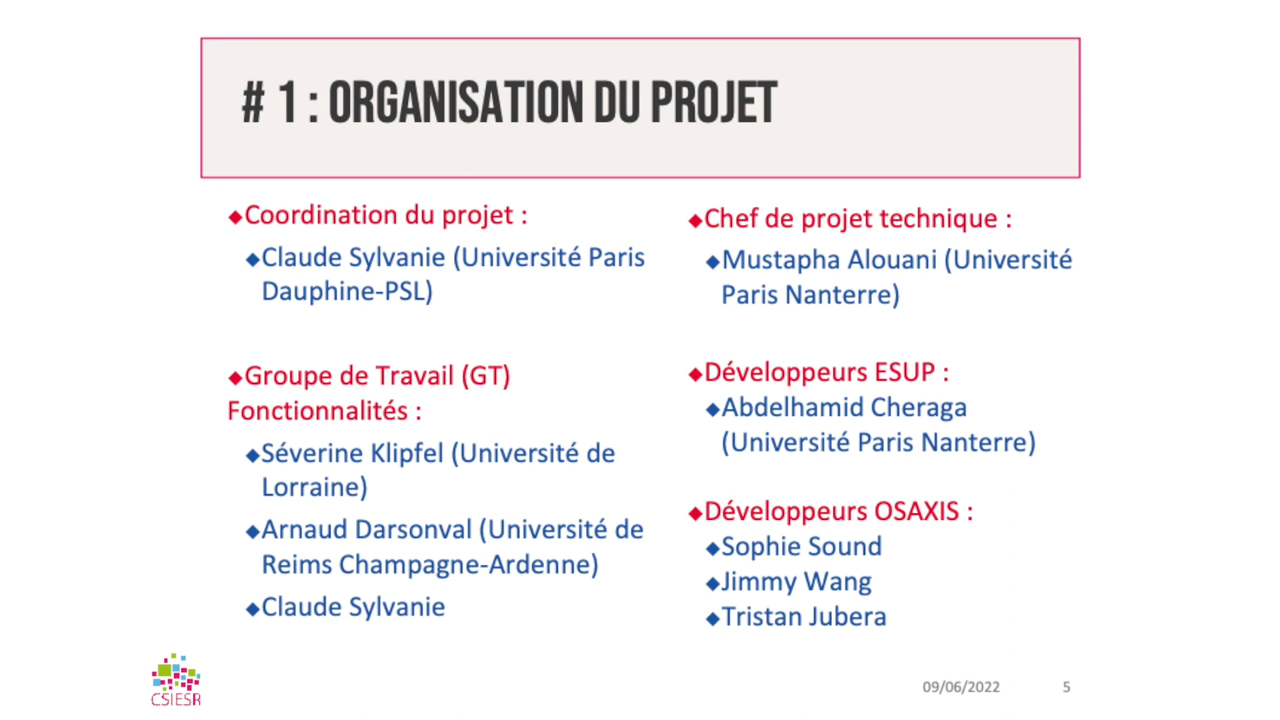 # 1 : ORGANISATION DU PROJET
◆Coordination du projet :
◆Claude Sylvanie (Université Paris
Dauphine-PSL)
◆Groupe de Travail (GT)
Fonctionnalités :
◆Séverine Klipfel (Université de
Lorraine)
◆Arnaud Darsonval (Université de
Reims Champagne-Ardenne)
◆Claude Sylvanie
◆Chef de projet technique :
◆Mustapha Alouani (Université
Paris Nanterre)
◆Développeurs ESUP :
◆Abdelhamid Cheraga
(Université Paris Nanterre)
◆Développeurs OSAXIS :
◆Sophie Sound
◆Jimmy Wang
◆Tristan Jubera
CSIESR
09/06/2022
5